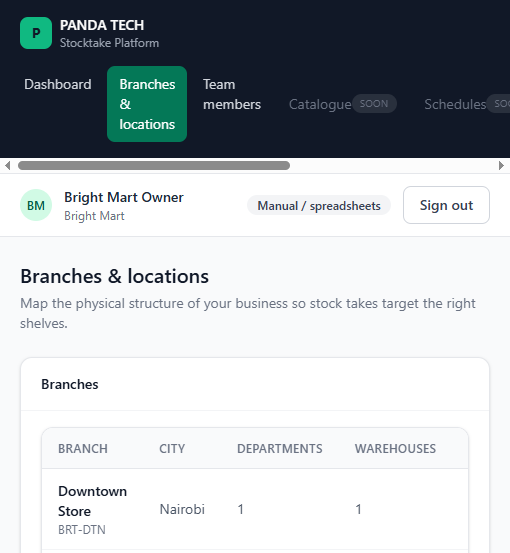 P
PANDA TECH
Stocktake Platform
Dashboard
Branches
&
locations
Team
members
Catalogue SOON
Schedules SOO
BM
Bright Mart Owner
Bright Mart
Manual / spreadsheets
Sign out
Branches & locations
Map the physical structure of your business so stock takes target the right
shelves.
Branches
BRANCH CITY DEPARTMENTS WAREHOUSES
Downtown
Store
BRT-DTN
Nairobi 1 1